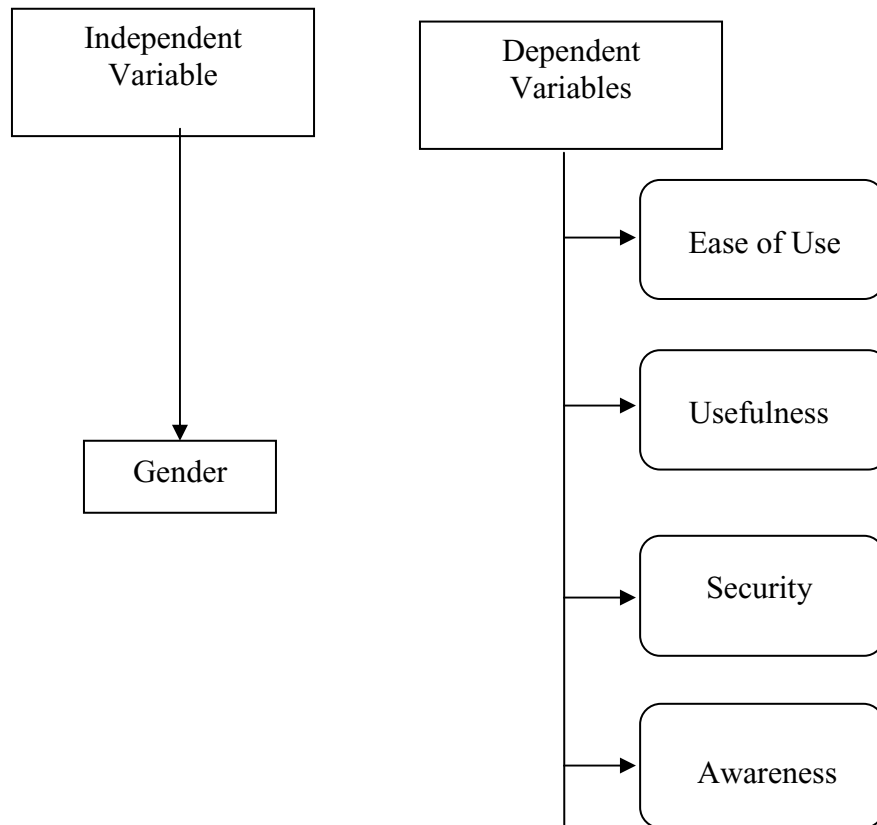 Independent
Variable
Dependent
Variables
Ease of Use
Usefulness
Gender
Security
Awareness